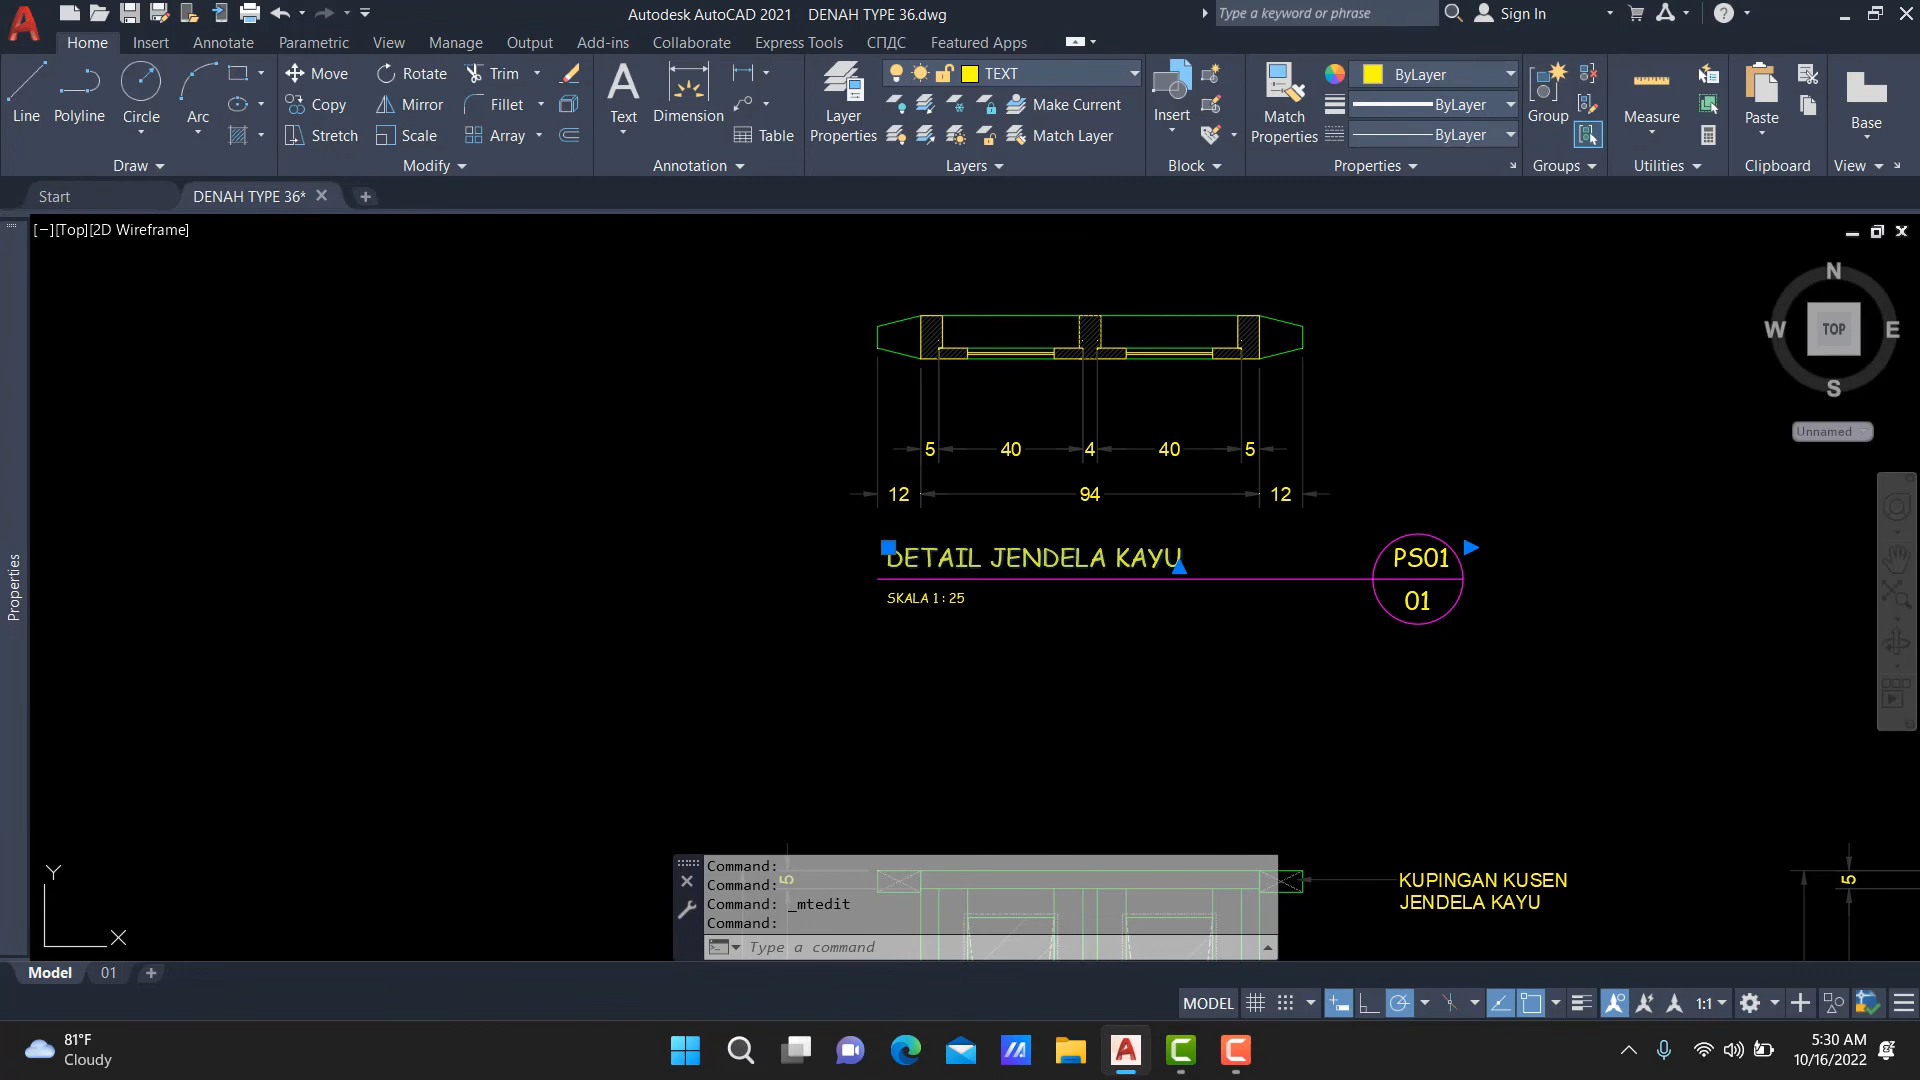 Autodesk AutoCAD 2021 DENAH TYPE 36.dwg
Type a keyword or phrase
Sign In
Home Insert Annotate Parametric View Manage Output Add-ins Collaborate Express Tools СПДС Featured Apps
Line Polyline Circle Arc
Move Rotate Trim
Copy Mirror Fillet
Stretch Scale Array
Text Dimension Table
Layer Properties
TEXT
Make Current
Match Layer
Insert
Match Properties
ByLayer
ByLayer
ByLayer
Group
Measure
Paste
Base
Draw Modify Annotation Layers Block Properties Groups Utilities Clipboard View
Start DENAH TYPE 36*
[−][Top][2D Wireframe]
N
W TOP E
S
Unnamed
Properties
5 40 4 40 5
12 94 12
DETAIL JENDELA KAYU
SKALA 1 : 25
PS01
01
Command:
Command:
Command: _mtedit
Command:
Type a command
5
KUPINGAN KUSEN
JENDELA KAYU
5
Y
X
Model 01
MODEL 1:1
81°F
Cloudy
5:30 AM
10/16/2022